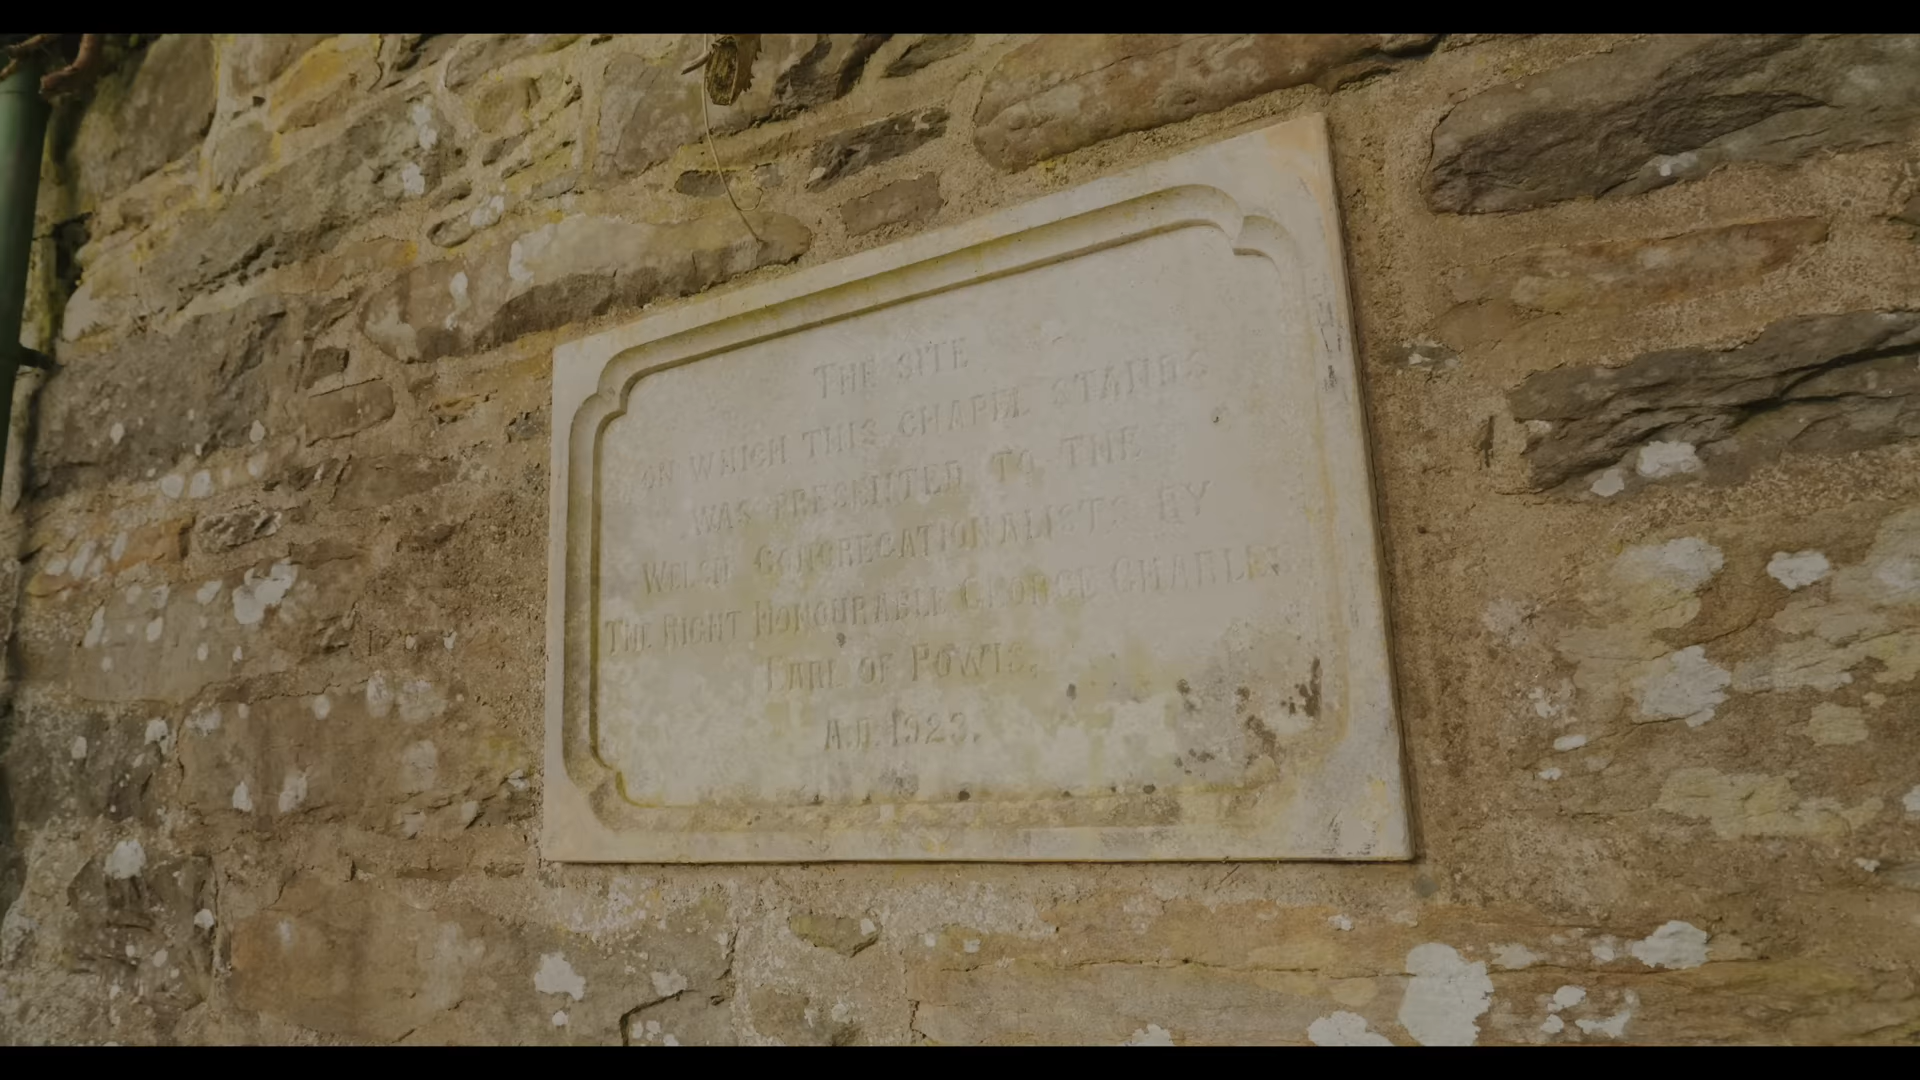 THE SITE
ON WHICH THIS CHAPEL STANDS
WAS PRESENTED TO THE
WELSH CONGREGATIONALISTS BY
THE RIGHT HONOURABLE GEORGE CHARLES
EARL OF POWIS,
A.D. 1923.